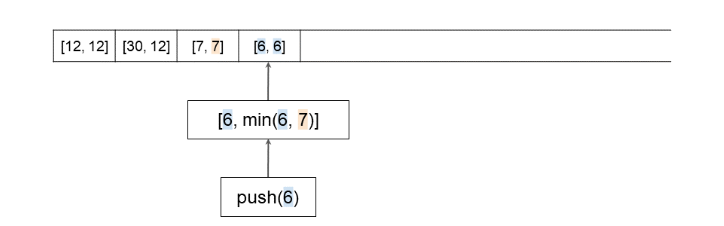 [12, 12] [30, 12] [7, 7] [6, 6]
[6, min(6, 7)]
push(6)